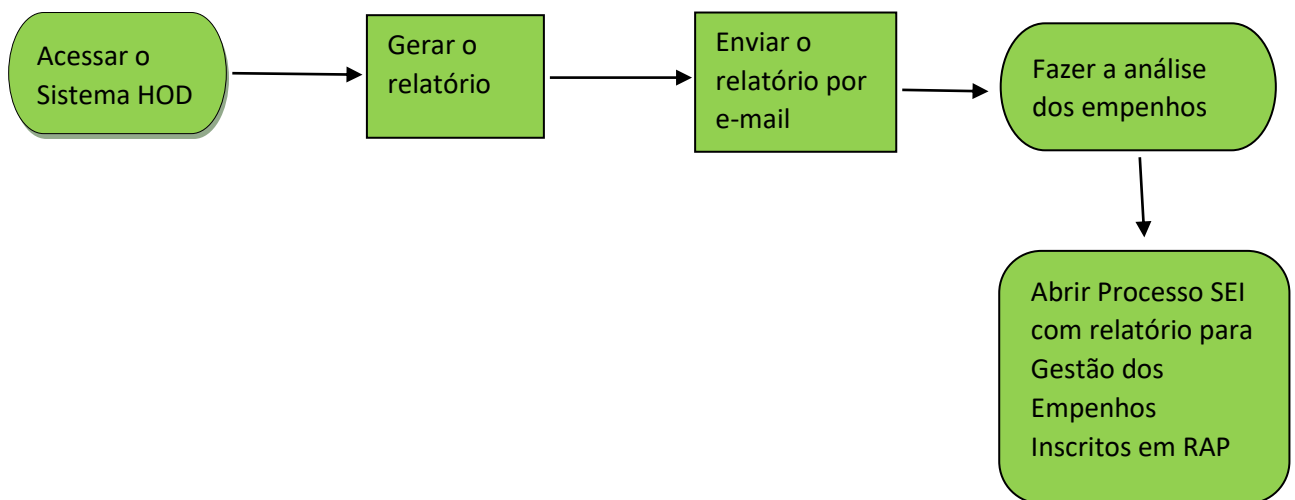 Acessar o
Sistema HOD
Gerar o
relatório
Enviar o
relatório por
e-mail
Fazer a análise
dos empenhos
Abrir Processo SEI
com relatório para
Gestão dos
Empenhos
Inscritos em RAP